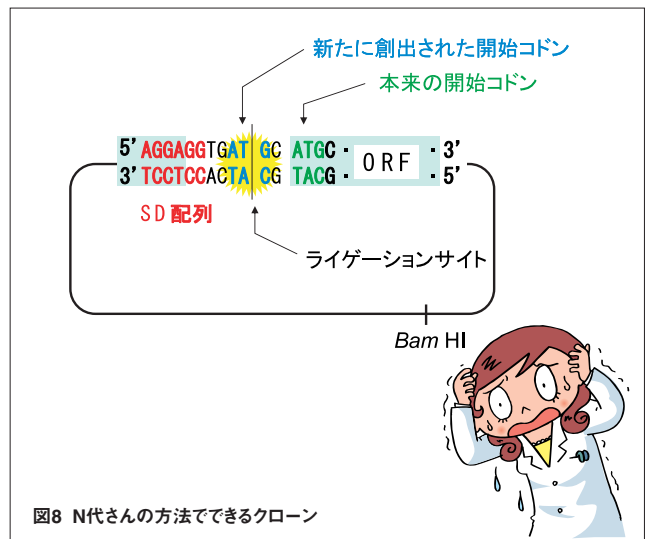 新たに創出された開始コドン
本来の開始コドン
5’ AGGAGGTGAT GC ATGC・ ORF ・3’
3’ TCCTCCACTA CG TACG・ ・5’
SD配列
ライゲーションサイト
Bam HI
図8 N代さんの方法でできるクローン